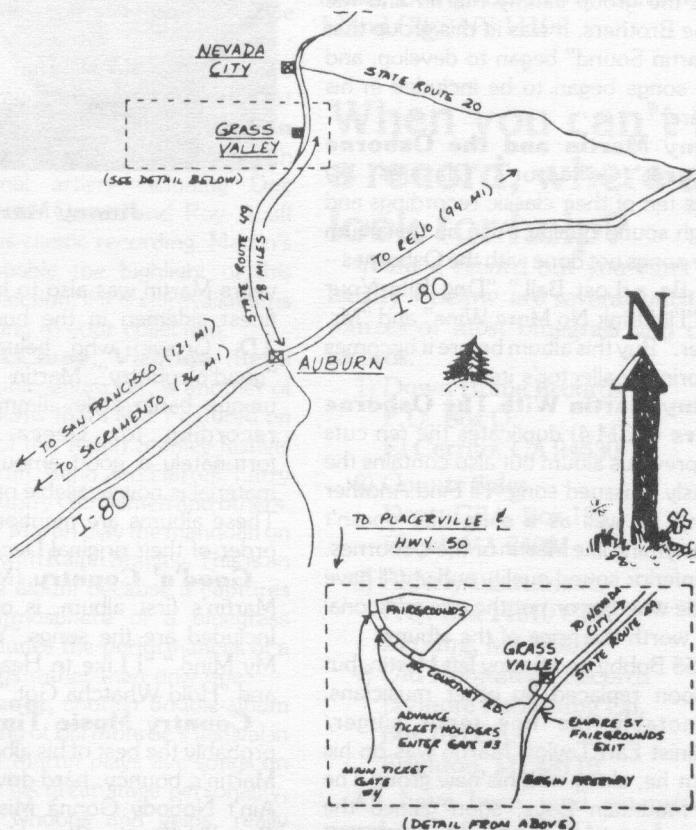 NEVADA
CITY
STATE ROUTE 20
GRASS
VALLEY
(SEE DETAIL BELOW)
STATE ROUTE 49
28 MILES
TO RENO (99 MI.)
I-80
AUBURN
TO SAN FRANCISCO (121 MI.)
TO SACRAMENTO (36 MI.)
I-80
N
TO PLACERVILLE &
HWY. 50
FAIRGROUNDS
TO NEVADA
CITY
STATE ROUTE 49
GRASS
VALLEY
McCOURTNEY RD.
ADVANCE
TICKET HOLDERS
ENTER GATE #3
EMPIRE ST.
FAIRGROUNDS
EXIT
MAIN TICKET
GATE
#4
BEGIN FREEWAY
(DETAIL FROM ABOVE)